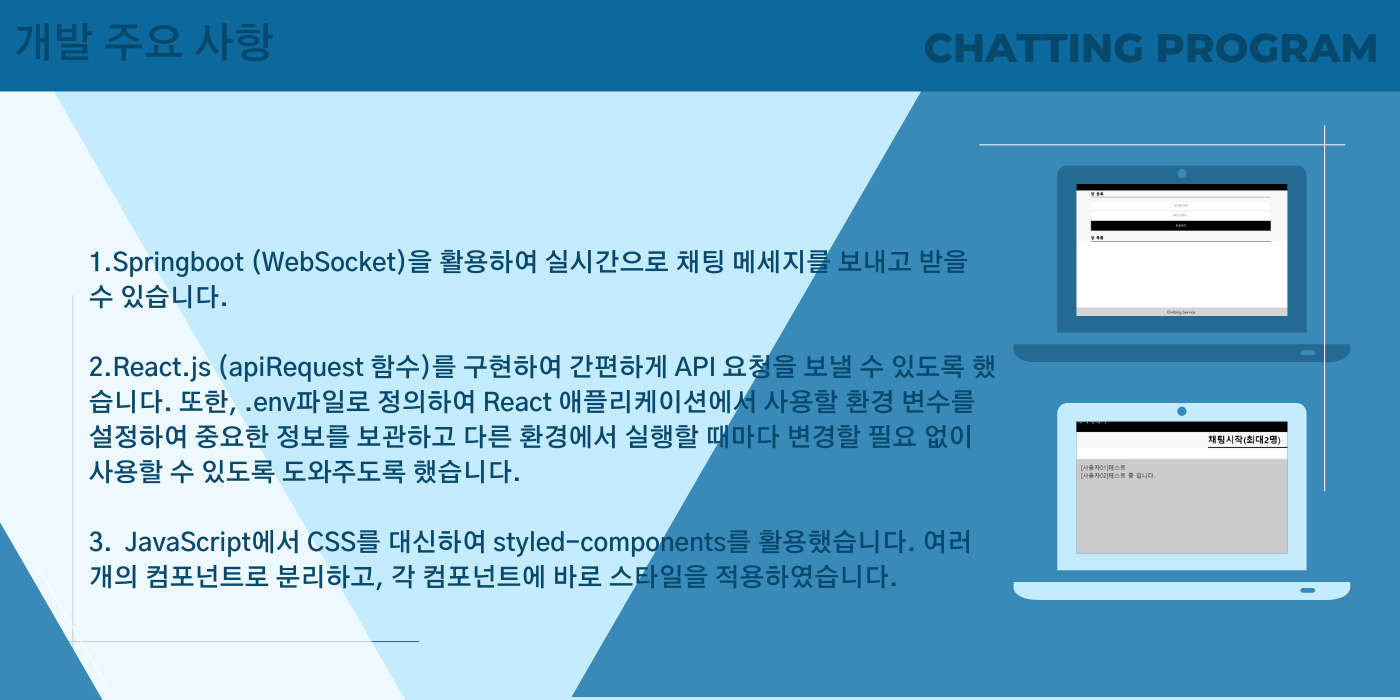 개발 주요 사항
CHATTING PROGRAM
1.Springboot (WebSocket)을 활용하여 실시간으로 채팅 메세지를 보내고 받을
수 있습니다.
2.React.js (apiRequest 함수)를 구현하여 간편하게 API 요청을 보낼 수 있도록 했
습니다. 또한, .env파일로 정의하여 React 애플리케이션에서 사용할 환경 변수를
설정하여 중요한 정보를 보관하고 다른 환경에서 실행할 때마다 변경할 필요 없이
사용할 수 있도록 도와주도록 했습니다.
3. JavaScript에서 CSS를 대신하여 styled-components를 활용했습니다. 여러
개의 컴포넌트로 분리하고, 각 컴포넌트에 바로 스타일을 적용하였습니다.
방 목록
Chatting Service
채팅시작(최대2명)
[사용자01]테스트
[사용자02]테스트 중 입니다.